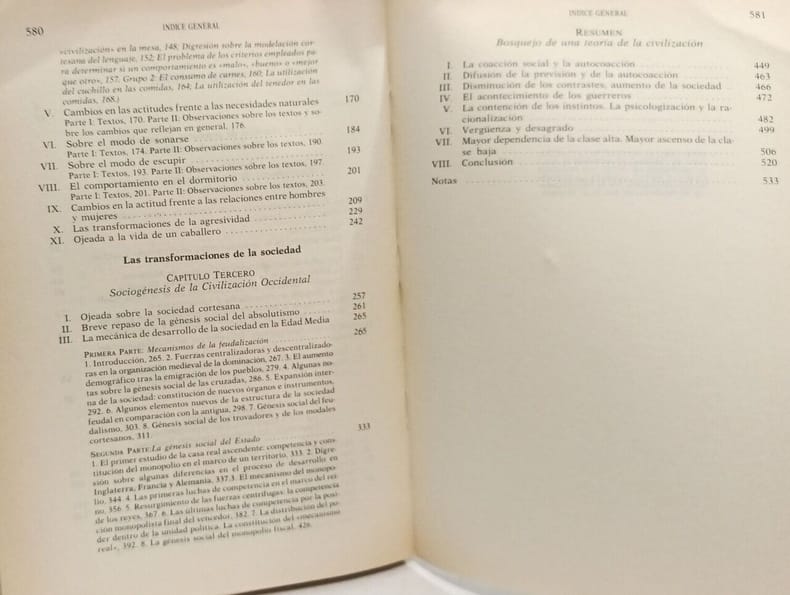 580
INDICE GENERAL
«civilización» en la mesa, 148; Digresión sobre la modelación cor-
tesana del lenguaje, 152; El problema de los criterios empleados pa-
ra determinar si un comportamiento es «malo», «bueno» o «mejor
que otro», 157. Grupo 2: El consumo de carnes, 160; La utilización
del cuchillo en las comidas, 164; La utilización del tenedor en las
comidas, 168.)
V. Cambios en las actitudes frente a las necesidades naturales 170
Parte I: Textos, 170. Parte II: Observaciones sobre los textos y so-
bre los cambios que reflejan en general, 176.
VI. Sobre el modo de sonarse 184
Parte I: Textos, 174. Parte II: Observaciones sobre los textos, 190.
VII. Sobre el modo de escupir 193
Parte I: Textos, 193. Parte II: Observaciones sobre los textos, 197.
VIII. El comportamiento en el dormitorio 201
Parte I: Textos, 201. Parte II: Observaciones sobre los textos, 203.
IX. Cambios en la actitud frente a las relaciones entre hombres
y mujeres 209
X. Las transformaciones de la agresividad 229
XI. Ojeada a la vida de un caballero 242
Las transformaciones de la sociedad
CAPITULO TERCERO
Sociogénesis de la Civilización Occidental
I. Ojeada sobre la sociedad cortesana 257
II. Breve repaso de la génesis social del absolutismo 261
III. La mecánica de desarrollo de la sociedad en la Edad Media 265
PRIMERA PARTE: Mecanismos de la feudalización 265
1. Introducción, 265. 2. Fuerzas centralizadoras y descentralizado-
ras en la organización medieval de la dominación, 267. 3. El aumento
demográfico tras la emigración de los pueblos, 279. 4. Algunas no-
tas sobre la génesis social de las cruzadas, 286. 5. Expansión inter-
na de la sociedad: constitución de nuevos órganos e instrumentos,
292. 6. Algunos elementos nuevos de la estructura de la sociedad
feudal en comparación con la antigua, 298. 7. Génesis social del feu-
dalismo, 303. 8. Génesis social de los trovadores y de los modales
cortesanos, 311.
SEGUNDA PARTE: La génesis social del Estado 333
1. El primer estudio de la casa real ascendente: competencia y cons-
titución del monopolio en el marco de un territorio, 333. 2. Digre-
sión sobre algunas diferencias en el proceso de desarrollo en
Inglaterra, Francia y Alemania, 337.3. El mecanismo del monopo-
lio, 344. 4. Las primeras luchas de competencia en el marco del rei-
no, 356. 5. Resurgimiento de las fuerzas centrífugas: la competencia
de los reyes, 367. 6. Las últimas luchas de competencia por la posi-
ción monopolista final del vencedor, 382. 7. La distribución del po-
der dentro de la unidad política. La constitución del «mecanismo
real», 392. 8. La génesis social del monopolio fiscal, 426.
INDICE GENERAL
581
RESUMEN
Bosquejo de una teoría de la civilización
I. La coacción social y la autocoacción 449
II. Difusión de la previsión y de la autocoacción 463
III. Disminución de los contrastes, aumento de la sociedad 466
IV. El acontecimiento de los guerreros 472
V. La contención de los instintos. La psicologización y la ra-
cionalización 482
VI. Vergüenza y desagrado 499
VII. Mayor dependencia de la clase alta. Mayor ascenso de la cla-
se baja 506
VIII. Conclusión 520
Notas 533